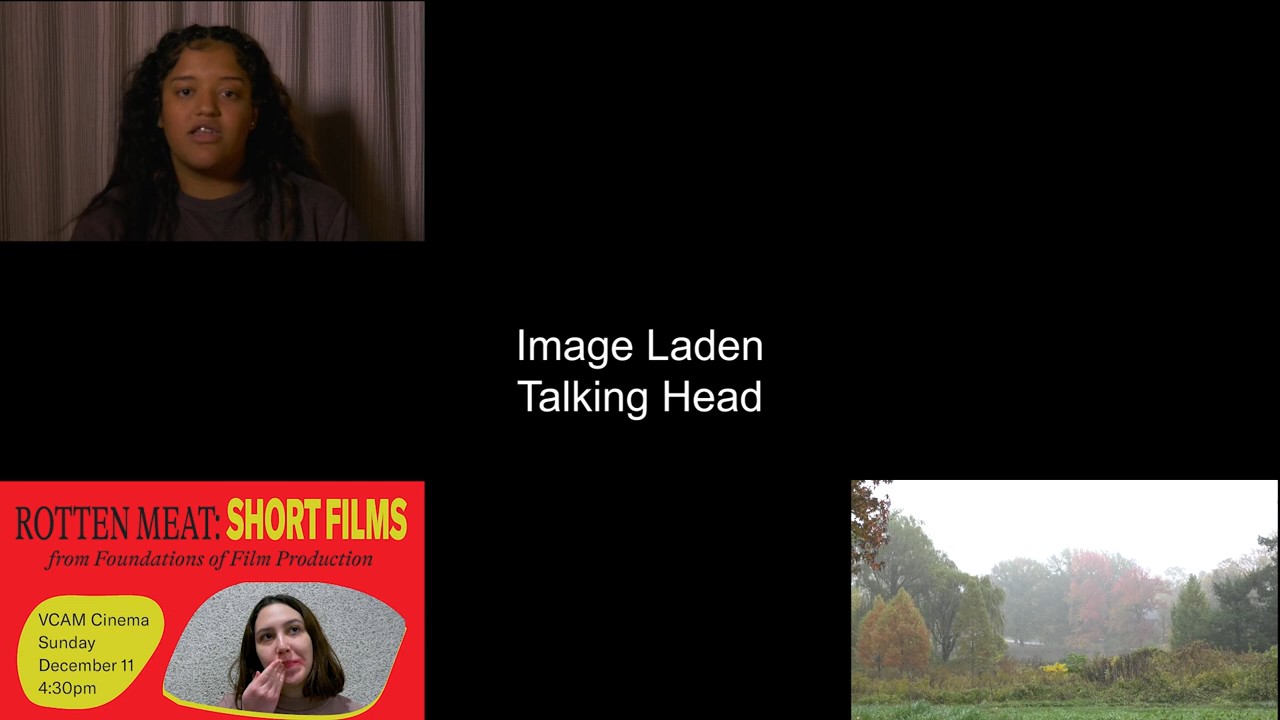 Image Laden
Talking Head
ROTTEN MEAT: SHORT FILMS
from Foundations of Film Production
VCAM Cinema
Sunday
December 11
4:30pm